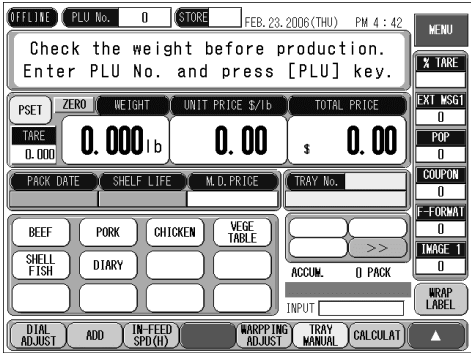 OFFLINE PLU No. 0 STORE FEB. 23. 2006(THU) PM 4:42 MENU
Check the weight before production.
Enter PLU No. and press [PLU] key.
% TARE
PSET ZERO WEIGHT UNIT PRICE $/lb TOTAL PRICE
EXT MSG1
0
TARE
0.000
0.000 lb 0.00 $ 0.00
POP
0
COUPON
0
PACK DATE SHELF LIFE M.D.PRICE TRAY No.
F-FORMAT
0
BEEF PORK CHICKEN VEGE
TABLE
IMAGE 1
0
SHELL
FISH
DIARY
>>
ACCUM. 0 PACK
INPUT
WRAP
LABEL
DIAL
ADJUST
ADD
IN-FEED
SPD(H)
WARPPING
ADJUST
TRAY
MANUAL
CALCULAT
▲